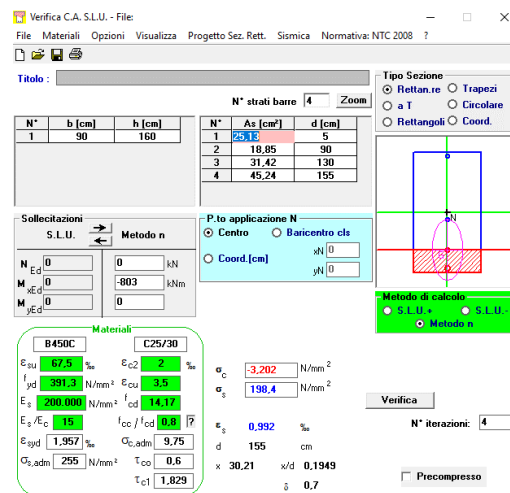 Verifica C.A. S.L.U. - File:
File Materiali Opzioni Visualizza Progetto Sez. Rett. Sismica Normativa: NTC 2008 ?
Titolo :
N° strati barre 4 Zoom
Tipo Sezione
Rettan.re Trapezi
a T Circolare
Rettangoli Coord.
N° b [cm] h [cm]
1 90 160
N° As [cm²] d [cm]
1 25,13 5
2 18,85 90
3 31,42 130
4 45,24 155
N
Sollecitazioni
S.L.U. Metodo n
N Ed 0 0 kN
M xEd 0 -803 kNm
M yEd 0 0
P.to applicazione N
Centro Baricentro cls
Coord.[cm] xN 0
yN 0
Metodo di calcolo
S.L.U.+ S.L.U.-
Metodo n
Materiali
B450C C25/30
εsu 67,5 ‰ εc2 2 ‰
fyd 391,3 N/mm² εcu 3,5
Es 200.000 N/mm² fcd 14,17
Es/Ec 15 fcc/fcd 0,8 ?
εsyd 1,957 ‰ σc,adm 9,75
σs,adm 255 N/mm² τco 0,6
τc1 1,829
σc -3,202 N/mm²
σs 198,4 N/mm²
εs 0,992 ‰
d 155 cm
x 30,21 x/d 0,1949
δ 0,7
Verifica
N° iterazioni: 4
Precompresso